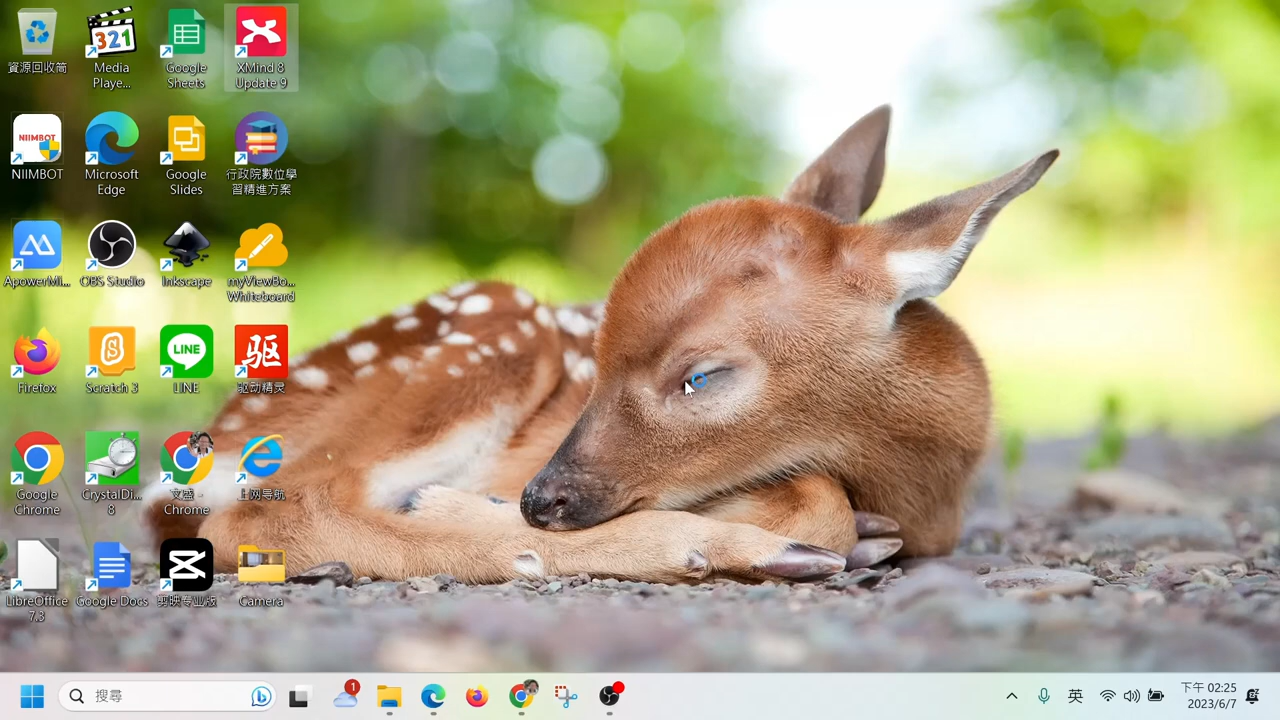 資源回收筒
Media
Playe...
Google
Sheets
XMind 8
Update 9
NIIMBOT
NIIMBOT
Microsoft
Edge
Google
Slides
行政院數位學
習精進方案
ApowerMi...
OBS Studio
Inkscape
myViewBo...
Whiteboard
Firefox
Scratch 3
LINE
LINE
驱
驱动精灵
Google
Chrome
CrystalDi...
8
文盛 -
Chrome
上网导航
LibreOffice
7.3
Google Docs
剪映专业版
Camera
搜尋
1
英
下午 02:25
2023/6/7
321